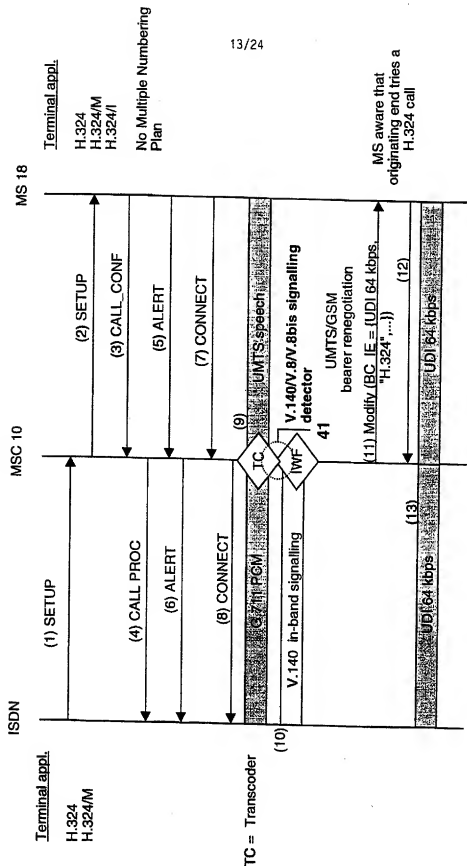 13/24
ISDN
MSC 10
MS 18
Terminal appl.
H.324
H.324/M
Terminal appl.
H.324
H.324/M
H.324/I
No Multiple Numbering
Plan
(1) SETUP
(2) SETUP
(3) CALL_CONF
(4) CALL PROC
(5) ALERT
(6) ALERT
(7) CONNECT
(8) CONNECT
TC = Transcoder
G.711 PCM
TC
(9)
UMTS speech
(10)
V.140 in-band signalling
IWF
V.140/V.8/V.8bis signalling
detector
41
UMTS/GSM
bearer renegotiation
(11) Modify (BC_IE = {UDI 64 kbps,
"H.324",...})
MS aware that
originating end tries a
H.324 call
(12)
(13)
UDI 64 kbps
UDI 64 kbps